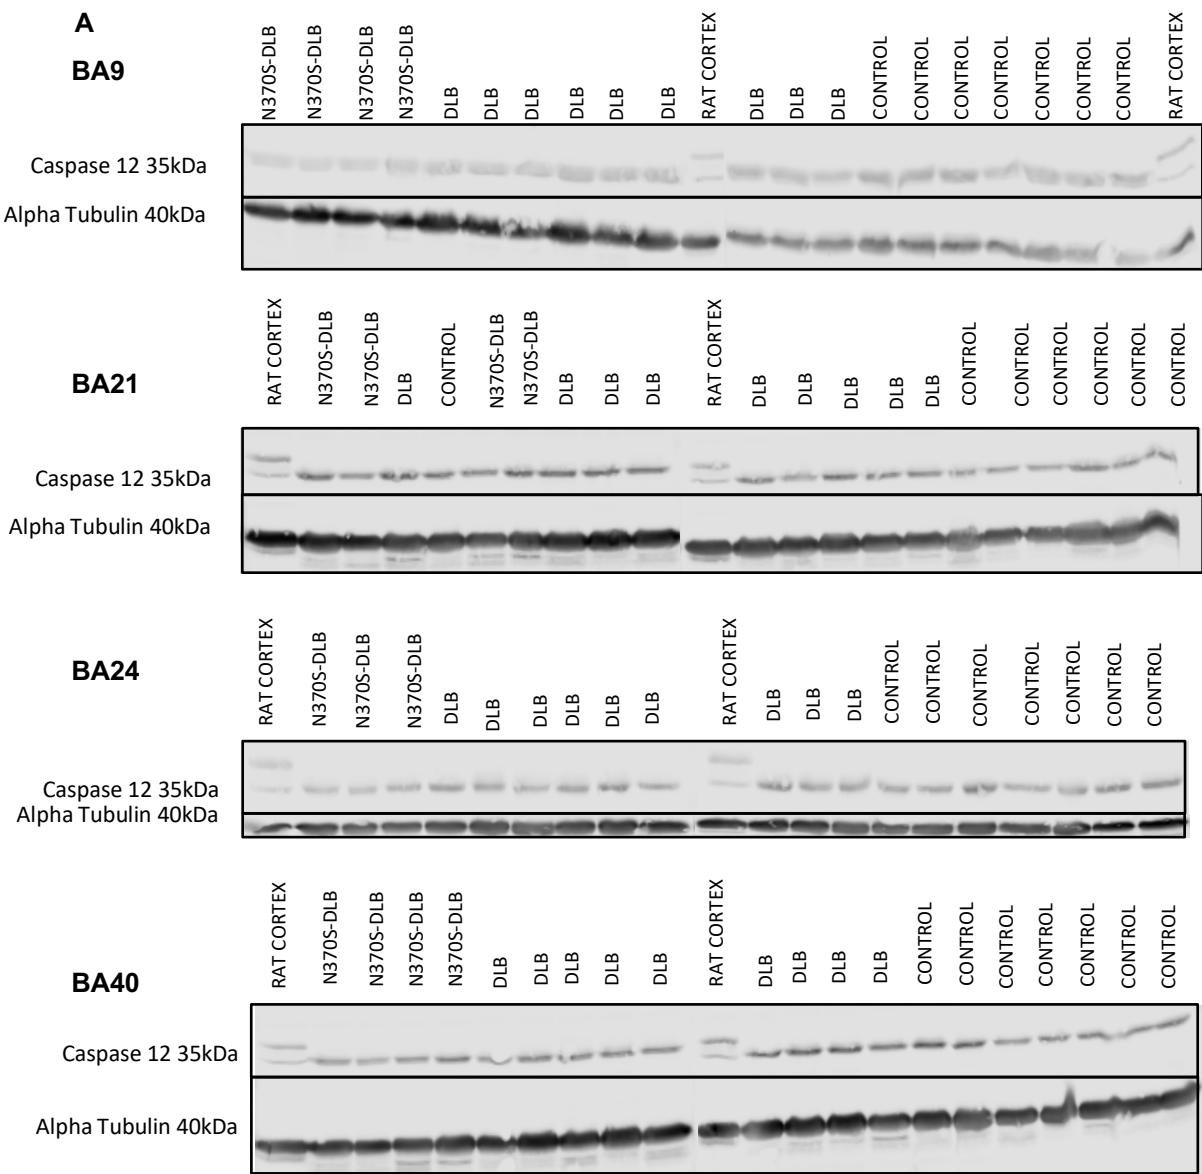 A
BA9
N370S-DLB N370S-DLB N370S-DLB N370S-DLB DLB DLB DLB DLB DLB DLB RAT CORTEX DLB DLB DLB CONTROL CONTROL CONTROL CONTROL CONTROL CONTROL CONTROL RAT CORTEX
Caspase 12 35kDa
Alpha Tubulin 40kDa
BA21
RAT CORTEX N370S-DLB N370S-DLB DLB CONTROL N370S-DLB N370S-DLB DLB DLB DLB RAT CORTEX DLB DLB DLB DLB DLB CONTROL CONTROL CONTROL CONTROL CONTROL CONTROL
Caspase 12 35kDa
Alpha Tubulin 40kDa
BA24
RAT CORTEX N370S-DLB N370S-DLB N370S-DLB DLB DLB DLB DLB DLB DLB RAT CORTEX DLB DLB DLB CONTROL CONTROL CONTROL CONTROL CONTROL CONTROL CONTROL
Caspase 12 35kDa
Alpha Tubulin 40kDa
BA40
RAT CORTEX N370S-DLB N370S-DLB N370S-DLB N370S-DLB DLB DLB DLB DLB DLB RAT CORTEX DLB DLB DLB DLB CONTROL CONTROL CONTROL CONTROL CONTROL CONTROL CONTROL
Caspase 12 35kDa
Alpha Tubulin 40kDa